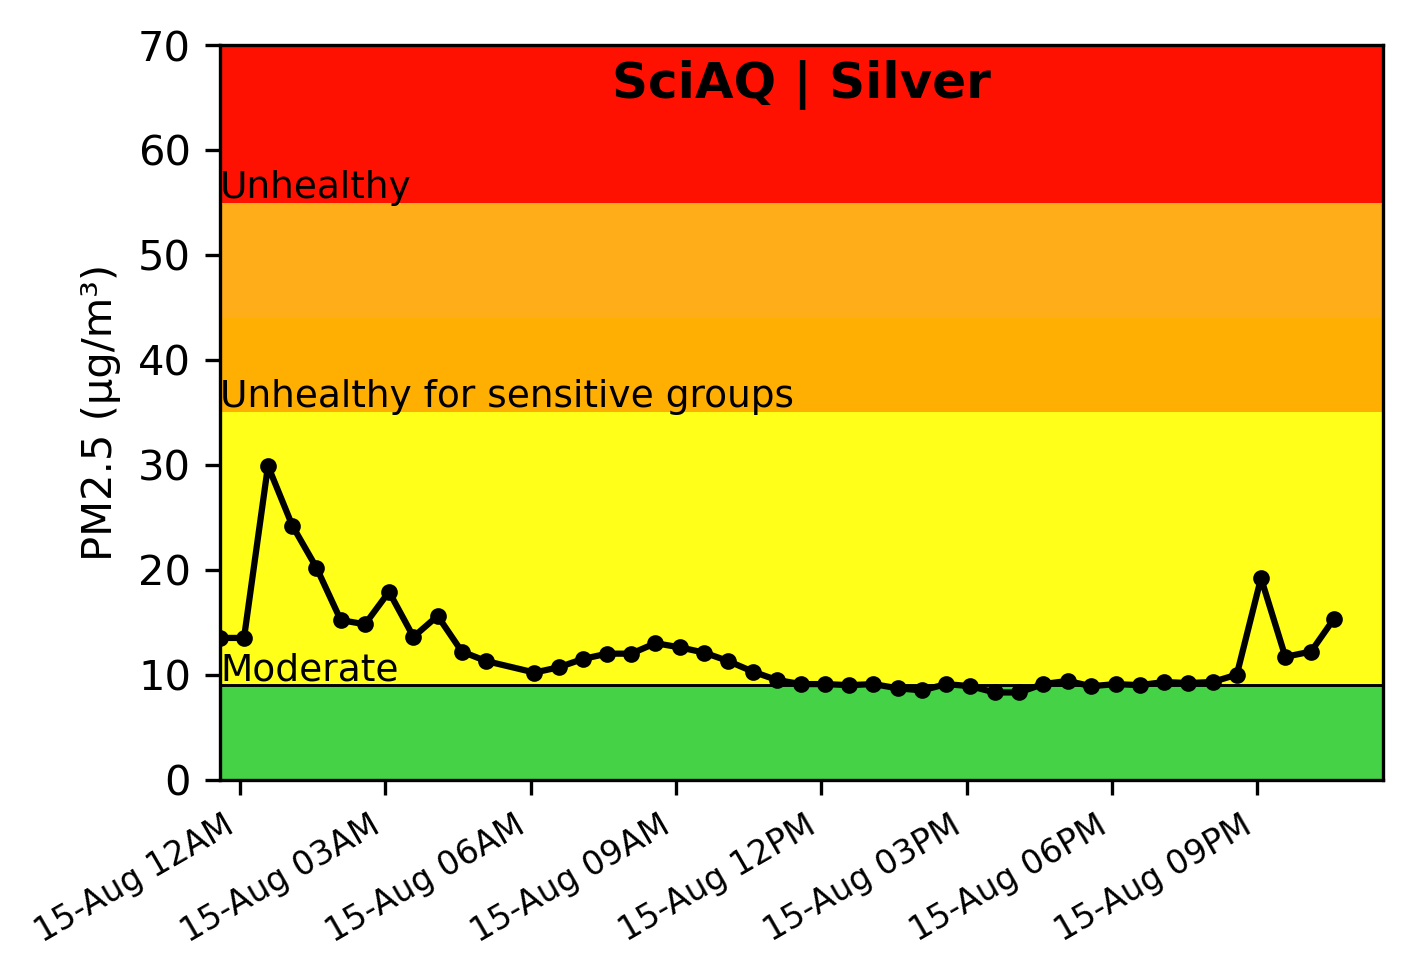 SciAQ | Silver
70
60
50
40
30
20
10
0
PM2.5 (µg/m³)
Unhealthy
Unhealthy for sensitive groups
Moderate
15-Aug 12AM
15-Aug 03AM
15-Aug 06AM
15-Aug 09AM
15-Aug 12PM
15-Aug 03PM
15-Aug 06PM
15-Aug 09PM